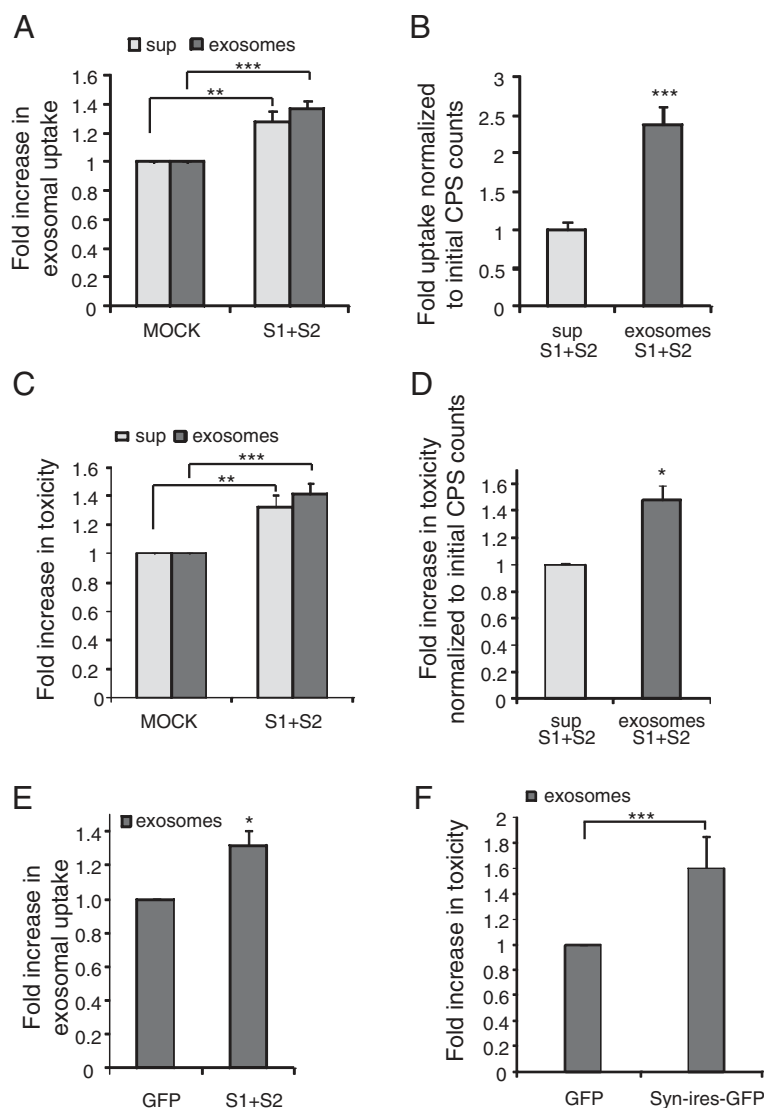 A
sup exosomes
Fold increase in
exosomal uptake
1.6
1.4
1.2
1
0.8
0.6
0.4
0.2
0
**
***
MOCK S1+S2
B
Fold uptake normalized
to initial CPS counts
3
2.5
2
1.5
1
0.5
0
***
sup exosomes
S1+S2 S1+S2
C
sup exosomes
Fold increase in toxicity
1.6
1.4
1.2
1
0.8
0.6
0.4
0.2
0
**
***
MOCK S1+S2
D
Fold increase in toxicity
normalized to initial CPS counts
1.6
1.4
1.2
1
0.8
0.6
0.4
0.2
0
*
sup exosomes
S1+S2 S1+S2
E
exosomes
Fold increase in
exosomal uptake
1.4
1.2
1.0
0.8
0.6
0.4
0.2
0
*
GFP S1+S2
F
exosomes
Fold increase in toxicity
2
1.8
1.6
1.4
1.2
1
0.8
0.6
0.4
0.2
0
***
GFP Syn-ires-GFP